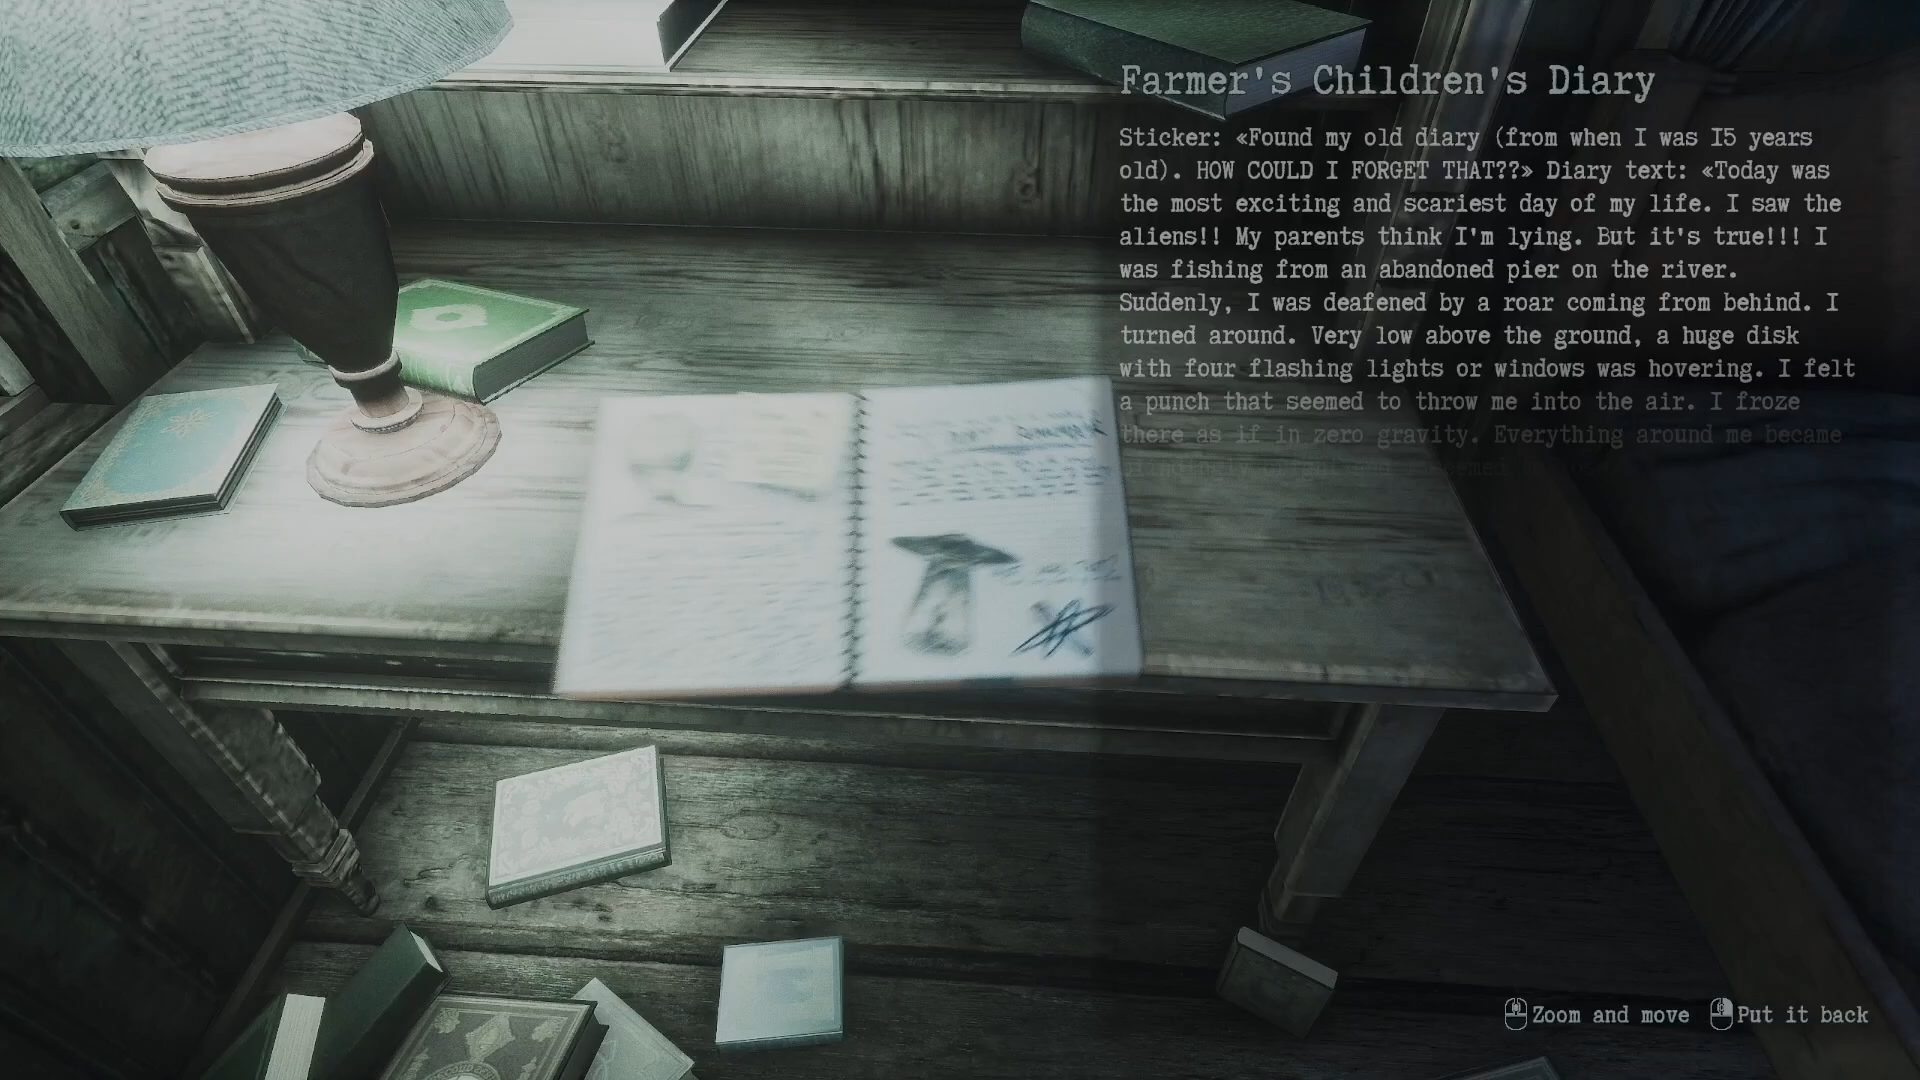 Farmer's Children's Diary
Sticker: «Found my old diary (from when I was I5 years
old). HOW COULD I FORGET THAT??» Diary text: «Today was
the most exciting and scariest day of my life. I saw the
aliens!! My parents think I'm lying. But it's true!!! I
was fishing from an abandoned pier on the river.
Suddenly, I was deafened by a roar coming from behind. I
turned around. Very low above the ground, a huge disk
with four flashing lights or windows was hovering. I felt
a punch that seemed to throw me into the air. I froze
there as if in zero gravity. Everything around me became
seemed
Zoom and move
Put it back